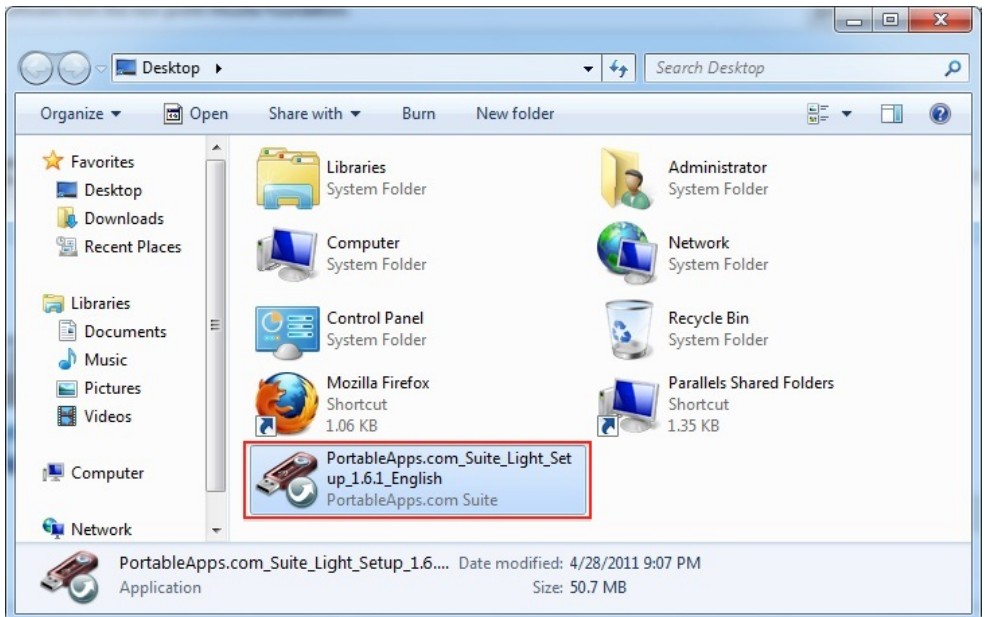 Desktop
Search Desktop
Organize Open Share with Burn New folder
Favorites
Desktop
Downloads
Recent Places
Libraries
Documents
Music
Pictures
Videos
Computer
Network
Libraries
System Folder
Administrator
System Folder
Computer
System Folder
Network
System Folder
Control Panel
System Folder
Recycle Bin
System Folder
Mozilla Firefox
Shortcut
1.06 KB
Parallels Shared Folders
Shortcut
1.35 KB
PortableApps.com_Suite_Light_Set
up_1.6.1_English
PortableApps.com Suite
PortableApps.com_Suite_Light_Setup_1.6.... Date modified: 4/28/2011 9:07 PM
Application Size: 50.7 MB